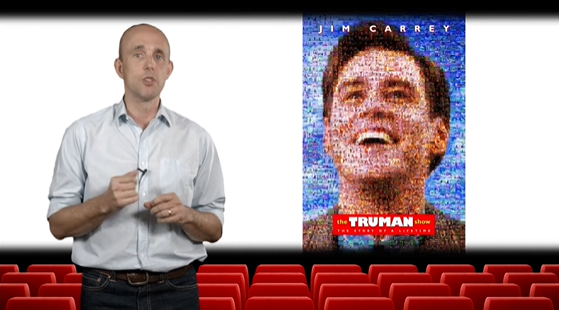 JIM CARREY
the TRUMAN show
THE STORY OF A LIFETIME